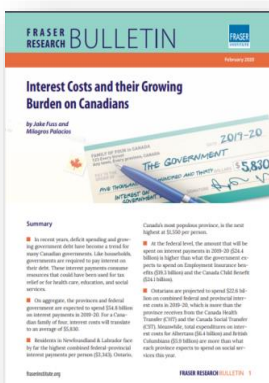 FRASER
RESEARCH BULLETIN
FRASER
February 2020
Interest Costs and their Growing
Burden on Canadians
by Jake Fuss and
Milagros Palacios
2019-20
THE GOVERNMENT
5,830
Summary
■ In recent years, deficit spending and grow-
ing government debt have become a trend for
many Canadian governments. Like households,
governments are required to pay interest on
their debt. These interest payments consume
resources that could have been used for tax
relief or for health care, education, and social
services.
■ On aggregate, the provinces and federal
government are expected to spend $54.8 billion
on interest payments in 2019-20. For a Cana-
dian family of four, interest costs will translate
to an average of $5,830.
■ Residents in Newfoundland & Labrador face
by far the highest combined federal-provincial
interest payments per person ($3,343). Ontario,
Canada's most populous province, is the next
highest at $1,550 per person.
■ At the federal level, the amount that will be
spent on interest payments in 2019-20 ($24.4
billion) is higher than what the government ex-
pects to spend on Employment Insurance ben-
efits ($19.3 billion) and the Canada Child Benefit
($24.1 billion).
■ Ontarians are projected to spend $22.6 bil-
lion on combined federal and provincial inter-
est costs in 2019-20, which is more than the
province receives from the Canada Health
Transfer (CHT) and the Canada Social Transfer
(CST). Meanwhile, total expenditures on inter-
est costs for Albertans ($5.4 billion) and British
Columbians ($5.9 billion) are more than what
each province expects to spend on social ser-
vices this year.
fraserinstitute.org
FRASER RESEARCH BULLETIN 1